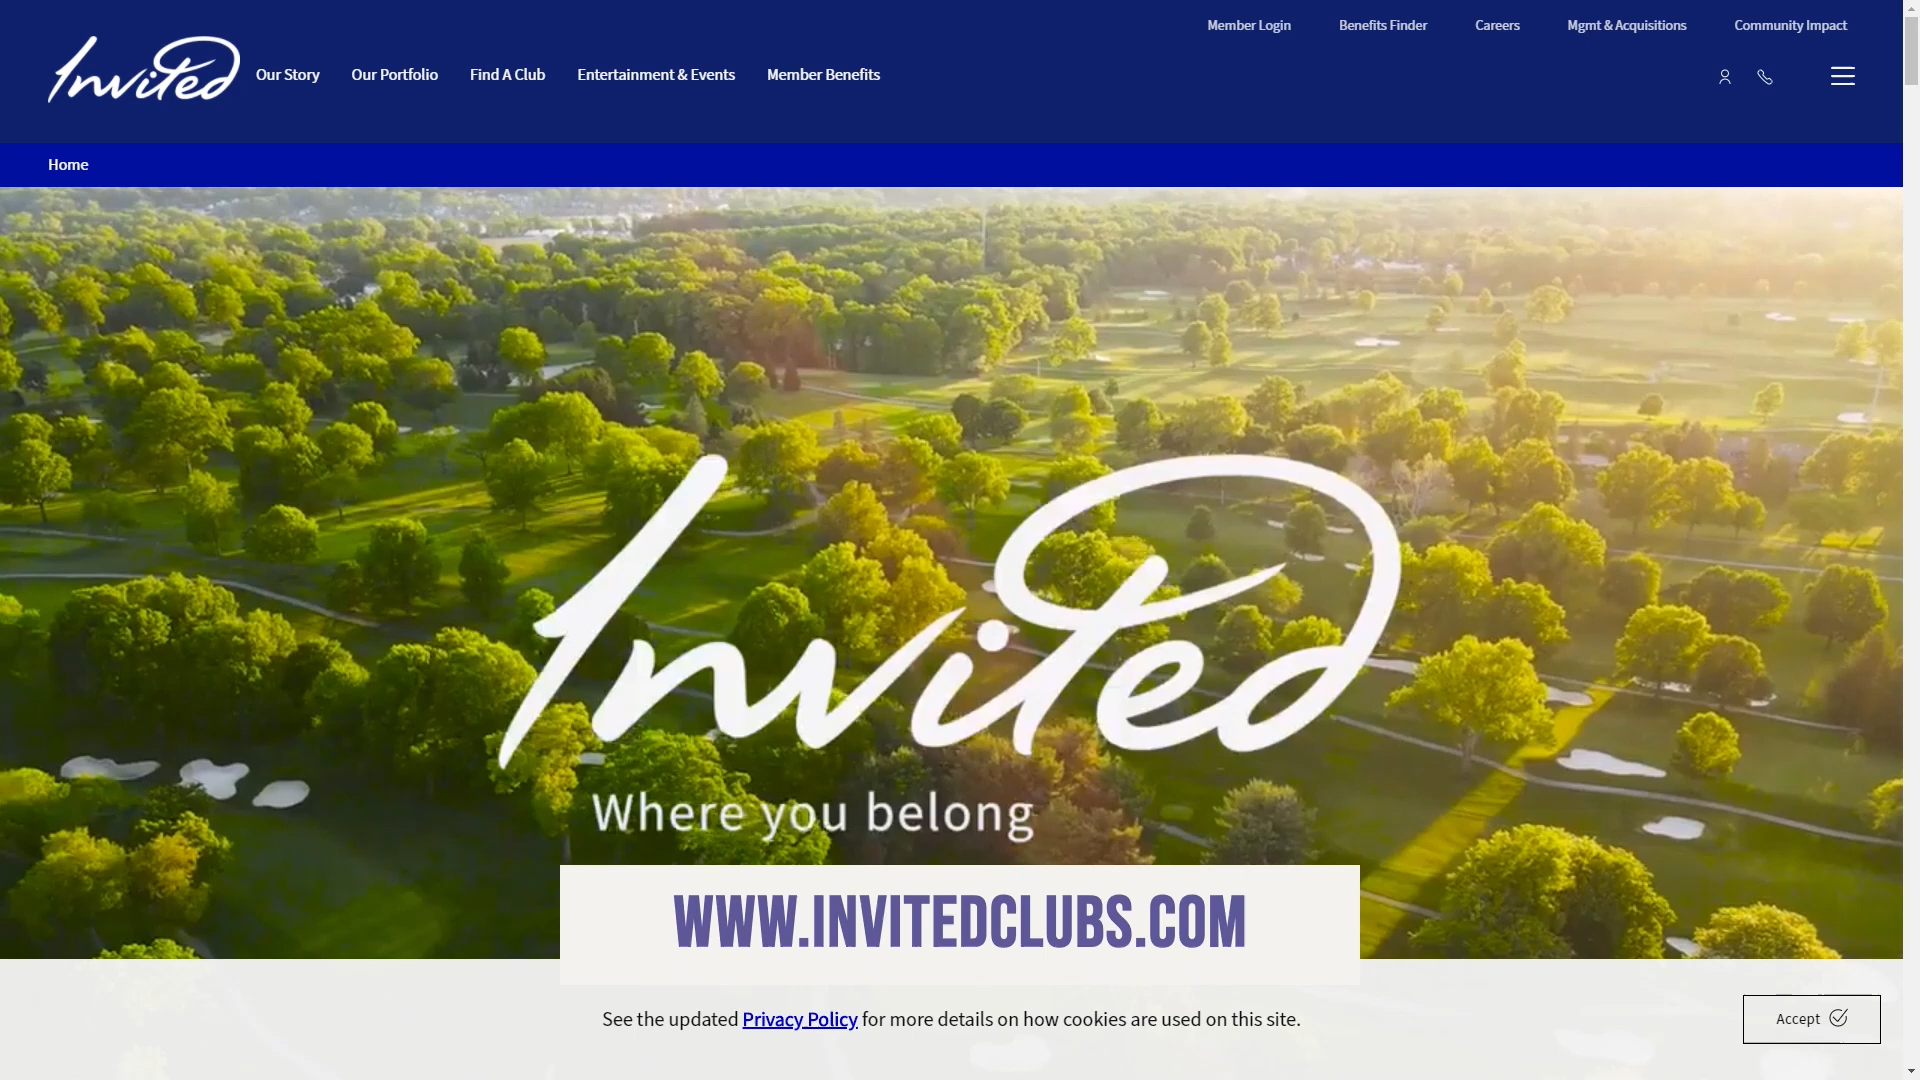 Member Login
Benefits Finder
Careers
Mgmt & Acquisitions
Community Impact
Invited
Our Story
Our Portfolio
Find A Club
Entertainment & Events
Member Benefits
Home
Invited
Where you belong
WWW.INVITEDCLUBS.COM
See the updated Privacy Policy for more details on how cookies are used on this site.
Accept